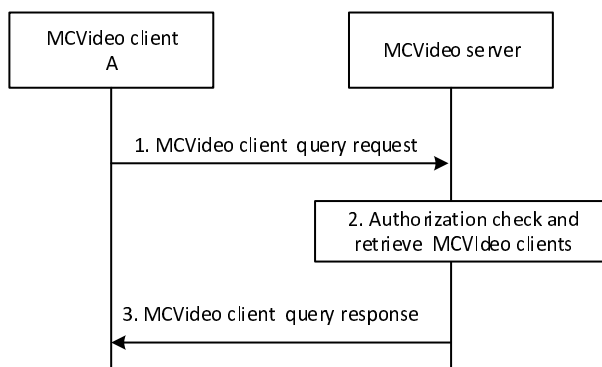 MCVideo client
A
MCVideo server
1. MCVideo client query request
2. Authorization check and
retrieve MCVIdeo clients
3. MCVideo client query response